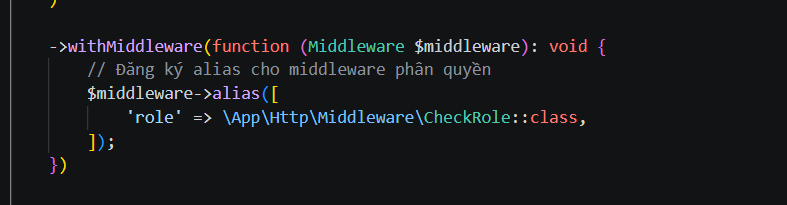 )
->withMiddleware(function (Middleware $middleware): void {
// Đăng ký alias cho middleware phân quyền
$middleware->alias([
'role' => \App\Http\Middleware\CheckRole::class,
]);
})